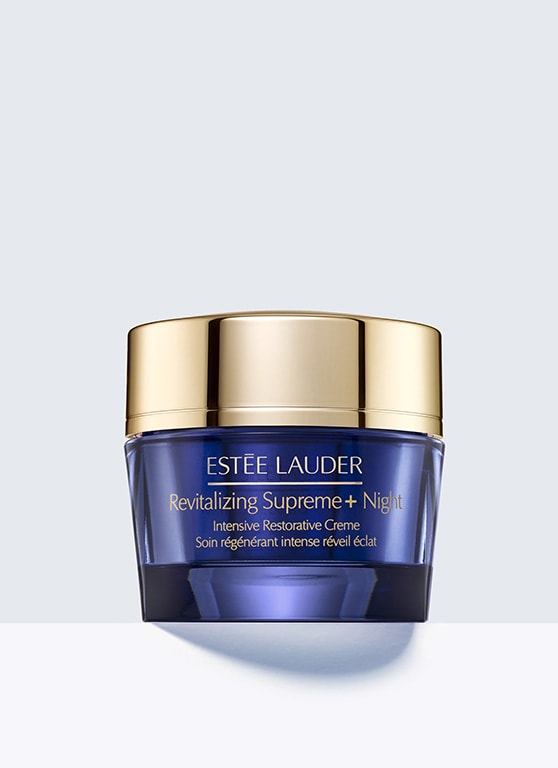 ESTĒE LAUDER
Revitalizing Supreme+ Night
Intensive Restorative Creme
Soin régénérant intense réveil éclat